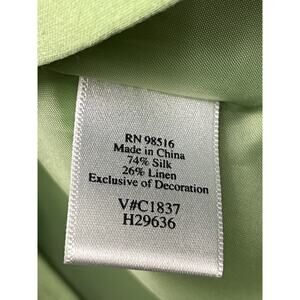 RN 98516
Made in China
74% Silk
26% Linen
Exclusive of Decoration
V#C1837
H29636